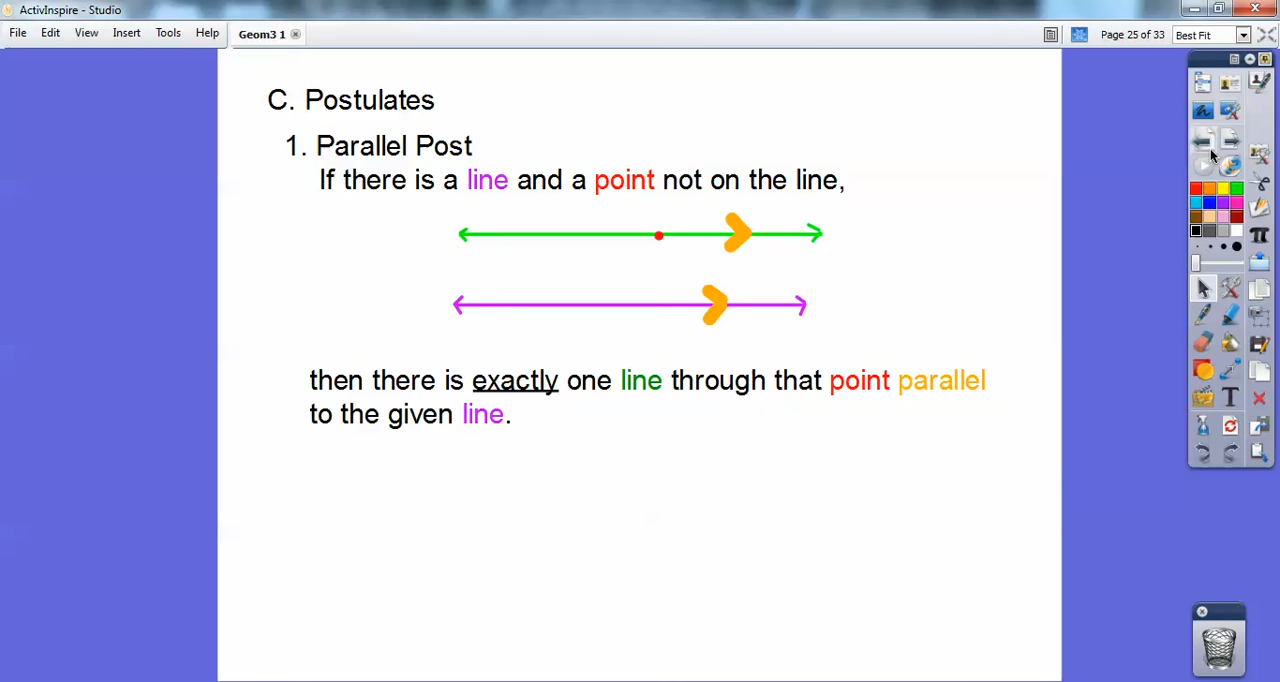 ActivInspire - Studio
File Edit View Insert Tools Help
Geom3 1
Page 25 of 33
Best Fit
C. Postulates
1. Parallel Post
If there is a line and a point not on the line,
then there is exactly one line through that point parallel
to the given line.